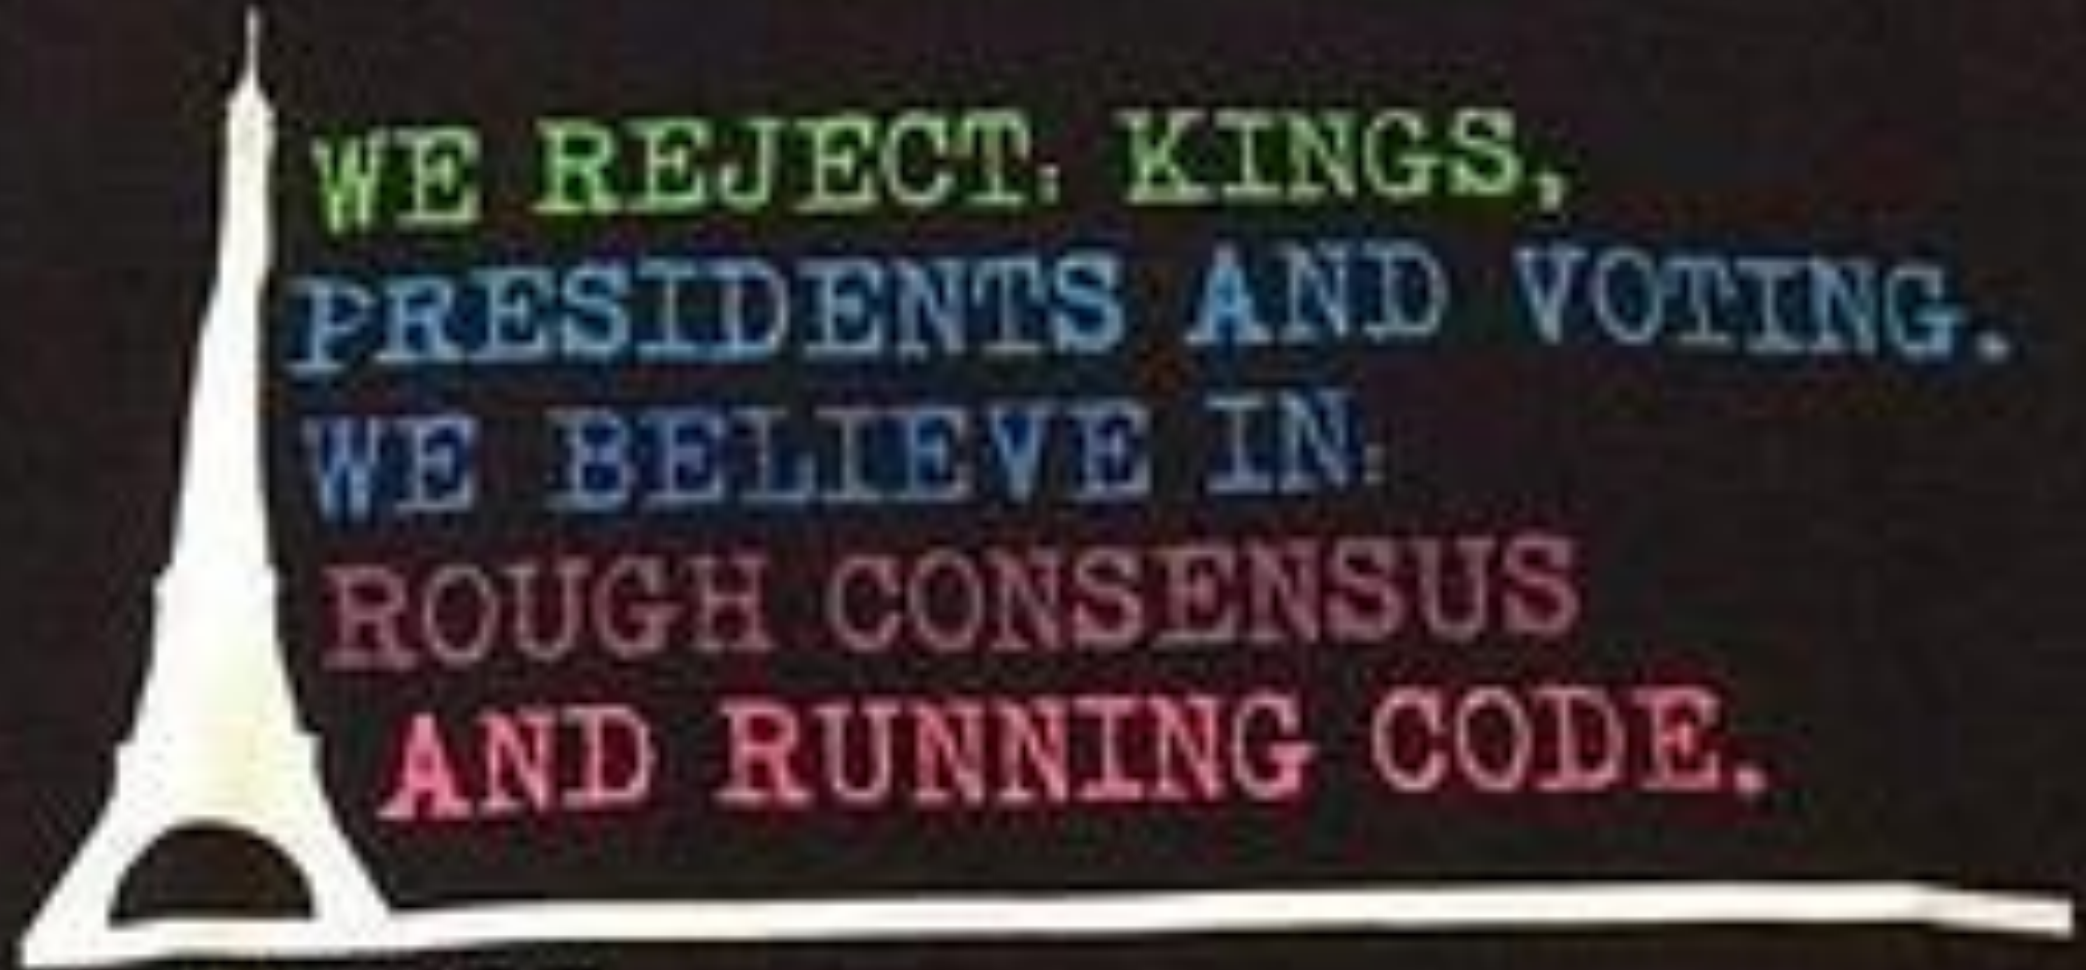 WE REJECT: KINGS,
PRESIDENTS AND VOTING.
WE BELIEVE IN:
ROUGH CONSENSUS
AND RUNNING CODE.